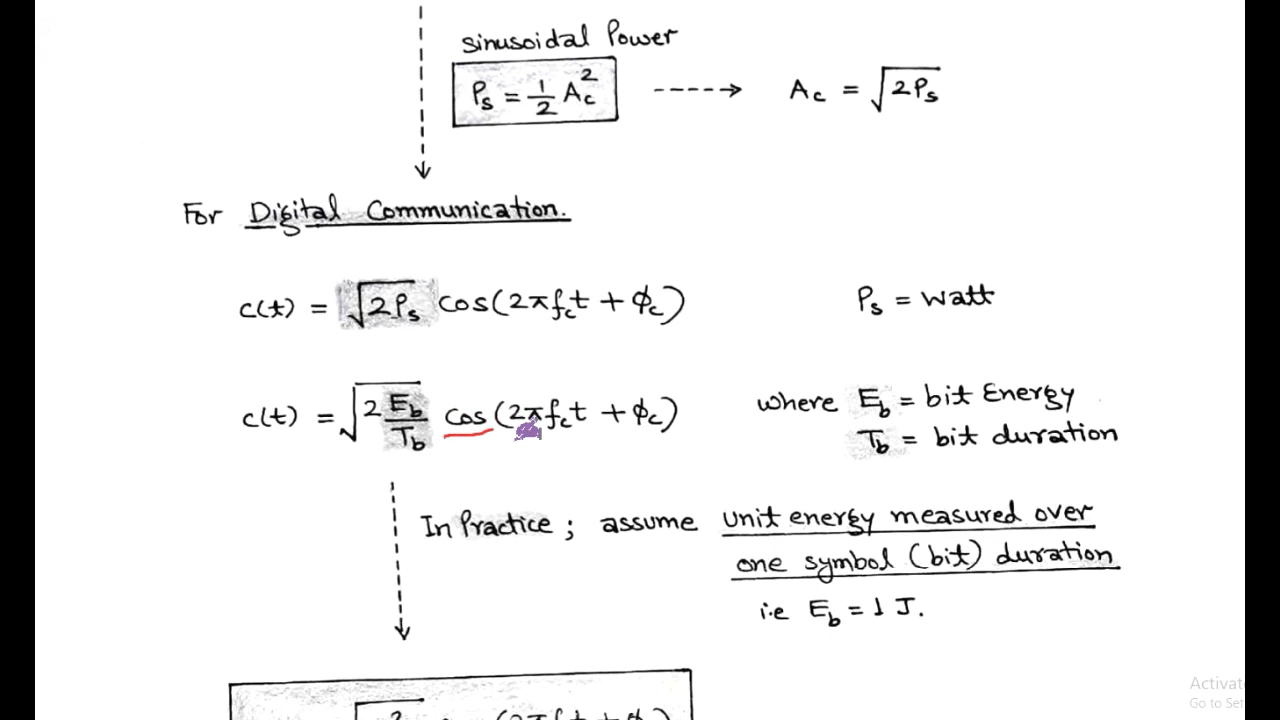 Sinusoidal Power
Ps = 1/2 Ac² -----> Ac = √2Ps
For Digital Communication.
c(t) = √2Ps cos(2πfct + ϕc) Ps = watt
c(t) = √2 Eb/Tb cos(2πfct + ϕc) where Eb = bit Energy
Tb = bit duration
In Practice ; assume unit energy measured over
one symbol (bit) duration
i.e Eb = 1 J.
Activat
Go to Set